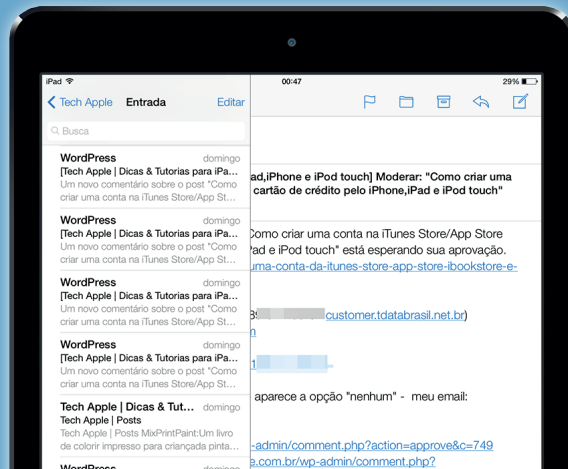 iPad 00:47 29%
Tech Apple Entrada Editar
Busca
WordPress domingo
[Tech Apple | Dicas & Tutorias para iPa...
Um novo comentário sobre o post "Como
criar uma conta na iTunes Store/App St...
WordPress domingo
[Tech Apple | Dicas & Tutorias para iPa...
Um novo comentário sobre o post "Como
criar uma conta na iTunes Store/App St...
WordPress domingo
[Tech Apple | Dicas & Tutorias para iPa...
Um novo comentário sobre o post "Como
criar uma conta na iTunes Store/App St...
WordPress domingo
[Tech Apple | Dicas & Tutorias para iPa...
Um novo comentário sobre o post "Como
criar uma conta na iTunes Store/App St...
Tech Apple | Dicas & Tut... domingo
Tech Apple | Posts
Tech Apple | Posts MixPrintPaint:Um livro
de colorir impresso para criançada pinta...
WordPress domingo
ad,iPhone e iPod touch] Moderar: "Como criar uma
cartão de crédito pelo iPhone,iPad e iPod touch"
Como criar uma conta na iTunes Store/App Store
Pad e iPod touch" está esperando sua aprovação.
uma-conta-da-itunes-store-app-store-ibookstore-e-
customer.tdatabrasil.net.br)
aparece a opção "nenhum" - meu email:
-admin/comment.php?action=approve&c=749
e.com.br/wp-admin/comment.php?